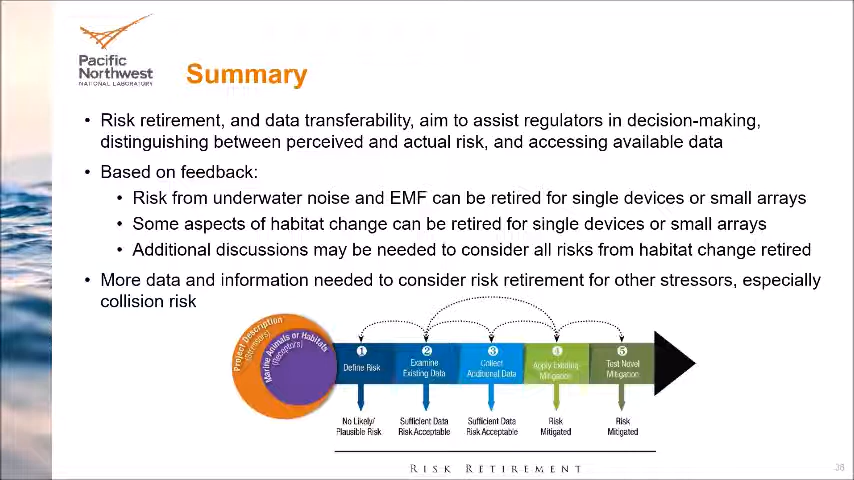 Pacific
Northwest
NATIONAL LABORATORY
Summary
• Risk retirement, and data transferability, aim to assist regulators in decision-making,
distinguishing between perceived and actual risk, and accessing available data
• Based on feedback:
• Risk from underwater noise and EMF can be retired for single devices or small arrays
• Some aspects of habitat change can be retired for single devices or small arrays
• Additional discussions may be needed to consider all risks from habitat change retired
• More data and information needed to consider risk retirement for other stressors, especially
collision risk
Project Description
(Stressors)
Marine Animals or Habitats
(Receptors)
1
Define Risk
2
Examine
Existing Data
3
Collect
Additional Data
4
Apply Existing
Mitigation
5
Test Novel
Mitigation
No Likely/
Plausible Risk
Sufficient Data
Risk Acceptable
Sufficient Data
Risk Acceptable
Risk
Mitigated
Risk
Mitigated
RISK RETIREMENT
38